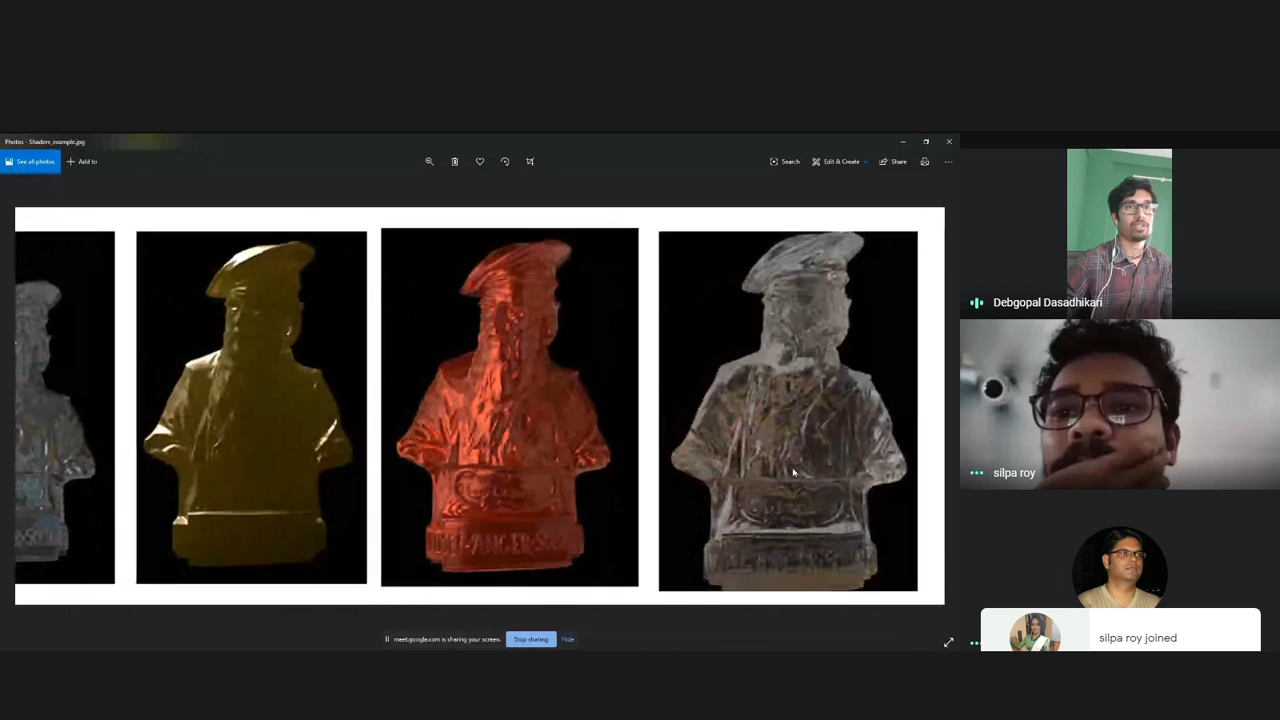 Photos - Shaders_example.jpg
See all photos
Add to
Search
Edit & Create
Share
meet.google.com is sharing your screen
Stop sharing
Hide
Debgopal Dasadhikari
silpa roy
silpa roy joined